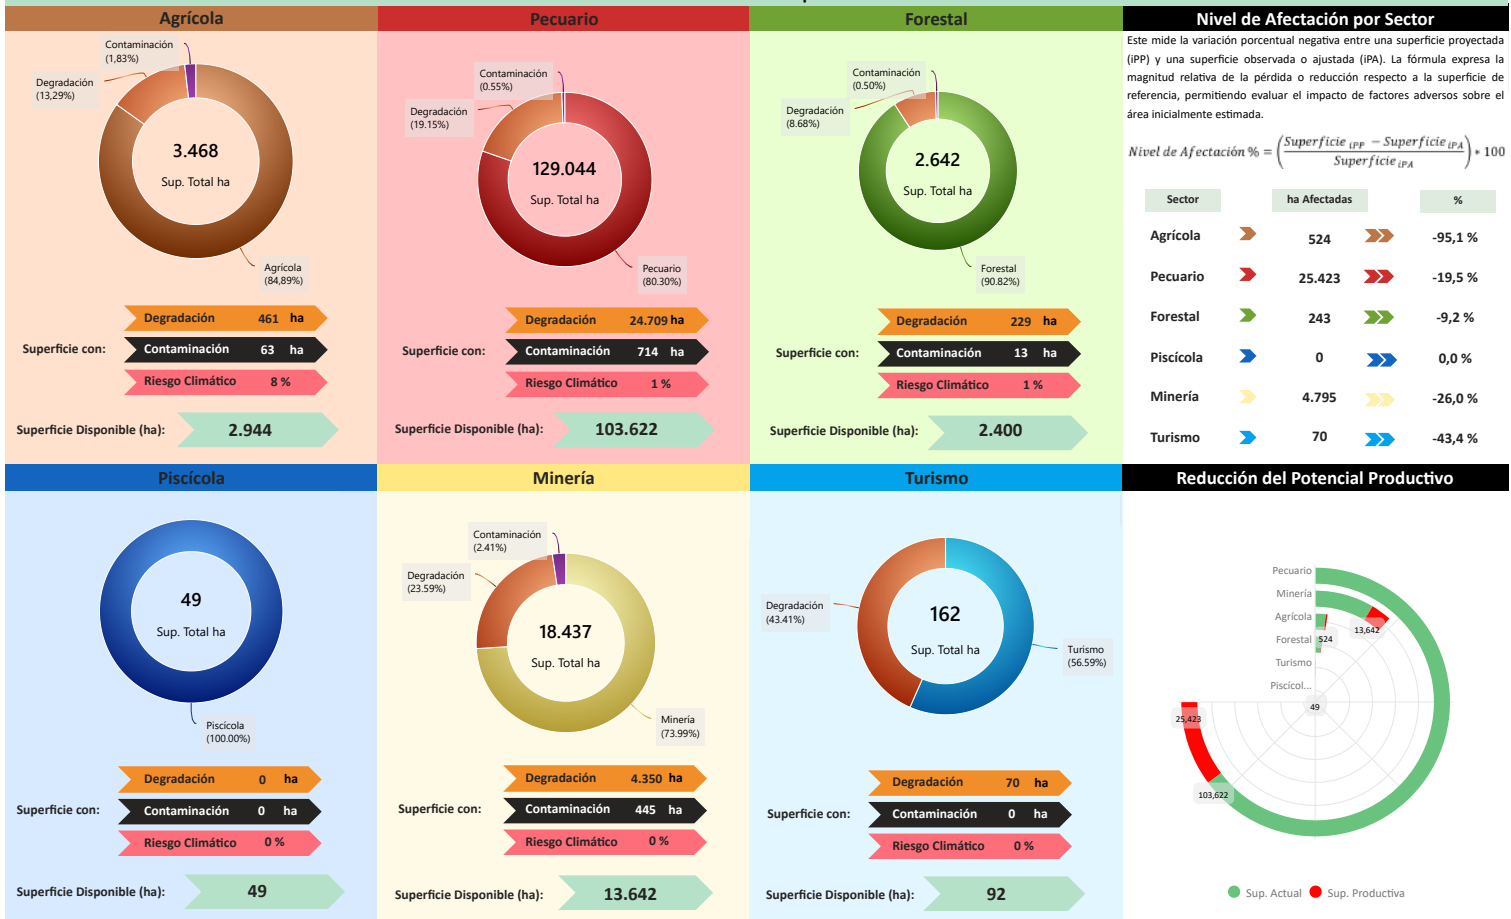 Agrícola
Contaminación
(1,83%)
Degradación
(13,29%)
3.468
Sup. Total ha
Agrícola
(84,89%)
Superficie con:
Degradación 461 ha
Contaminación 63 ha
Riesgo Climático 8 %
Superficie Disponible (ha): 2.944
Pecuario
Contaminación
(0.55%)
Degradación
(19.15%)
129.044
Sup. Total ha
Pecuario
(80.30%)
Superficie con:
Degradación 24.709 ha
Contaminación 714 ha
Riesgo Climático 1 %
Superficie Disponible (ha): 103.622
Forestal
Contaminación
(0.50%)
Degradación
(8.68%)
2.642
Sup. Total ha
Forestal
(90.82%)
Superficie con:
Degradación 229 ha
Contaminación 13 ha
Riesgo Climático 1 %
Superficie Disponible (ha): 2.400
Nivel de Afectación por Sector
Este mide la variación porcentual negativa entre una superficie proyectada
(iPP) y una superficie observada o ajustada (iPA). La fórmula expresa la
magnitud relativa de la pérdida o reducción respecto a la superficie de
referencia, permitiendo evaluar el impacto de factores adversos sobre el
área inicialmente estimada.
Nivel de Afectación % = (Superficie iPP − Superficie iPA / Superficie iPA) * 100
Sector ha Afectadas %
Agrícola 524 -95,1 %
Pecuario 25.423 -19,5 %
Forestal 243 -9,2 %
Piscícola 0 0,0 %
Minería 4.795 -26,0 %
Turismo 70 -43,4 %
Piscícola
49
Sup. Total ha
Piscícola
(100.00%)
Superficie con:
Degradación 0 ha
Contaminación 0 ha
Riesgo Climático 0 %
Superficie Disponible (ha): 49
Minería
Contaminación
(2.41%)
Degradación
(23.59%)
18.437
Sup. Total ha
Minería
(73.99%)
Superficie con:
Degradación 4.350 ha
Contaminación 445 ha
Riesgo Climático 0 %
Superficie Disponible (ha): 13.642
Turismo
Degradación
(43.41%)
162
Sup. Total ha
Turismo
(56.59%)
Superficie con:
Degradación 70 ha
Contaminación 0 ha
Riesgo Climático 0 %
Superficie Disponible (ha): 92
Reducción del Potencial Productivo
Pecuario
Minería
Agrícola
Forestal
Turismo
Piscícol...
524
13,642
49
25,423
103,622
Sup. Actual Sup. Productiva